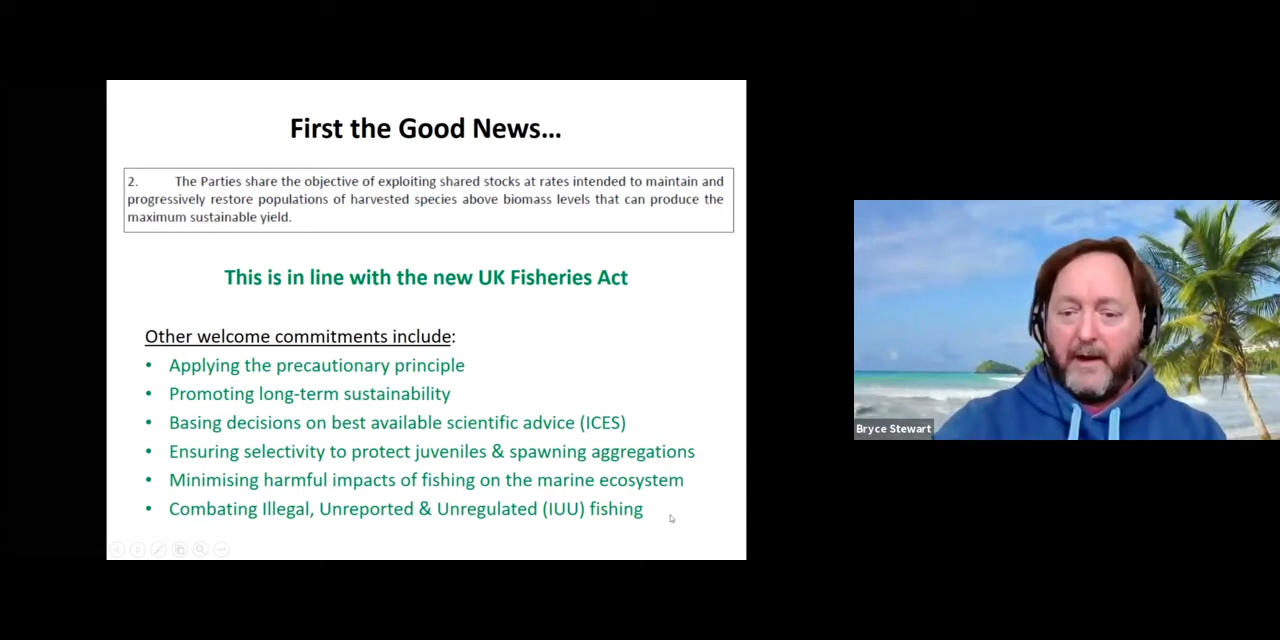 First the Good News…
2. The Parties share the objective of exploiting shared stocks at rates intended to maintain and
progressively restore populations of harvested species above biomass levels that can produce the
maximum sustainable yield.
This is in line with the new UK Fisheries Act
Other welcome commitments include:
• Applying the precautionary principle
• Promoting long-term sustainability
• Basing decisions on best available scientific advice (ICES)
• Ensuring selectivity to protect juveniles & spawning aggregations
• Minimising harmful impacts of fishing on the marine ecosystem
• Combating Illegal, Unreported & Unregulated (IUU) fishing
Bryce Stewart